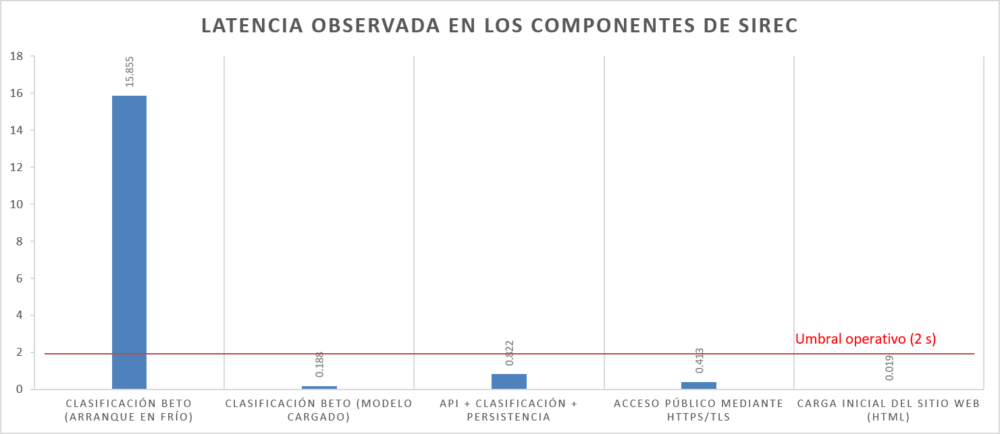 LATENCIA OBSERVADA EN LOS COMPONENTES DE SIREC
18
16
14
12
10
8
6
4
2
0
15.855
0.188
0.822
0.413
0.019
Umbral operativo (2 s)
CLASIFICACIÓN BETO
(ARRANQUE EN FRÍO)
CLASIFICACIÓN BETO (MODELO
CARGADO)
API + CLASIFICACIÓN +
PERSISTENCIA
ACCESO PÚBLICO MEDIANTE
HTTPS/TLS
CARGA INICIAL DEL SITIO WEB
(HTML)